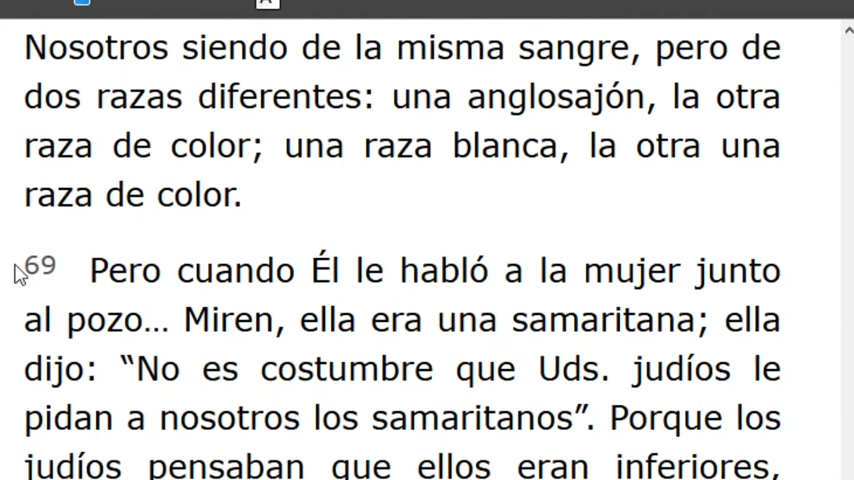 Nosotros siendo de la misma sangre, pero de
dos razas diferentes: una anglosajón, la otra
raza de color; una raza blanca, la otra una
raza de color.
69 Pero cuando Él le habló a la mujer junto
al pozo… Miren, ella era una samaritana; ella
dijo: “No es costumbre que Uds. judíos le
pidan a nosotros los samaritanos”. Porque los
judíos pensaban que ellos eran inferiores,